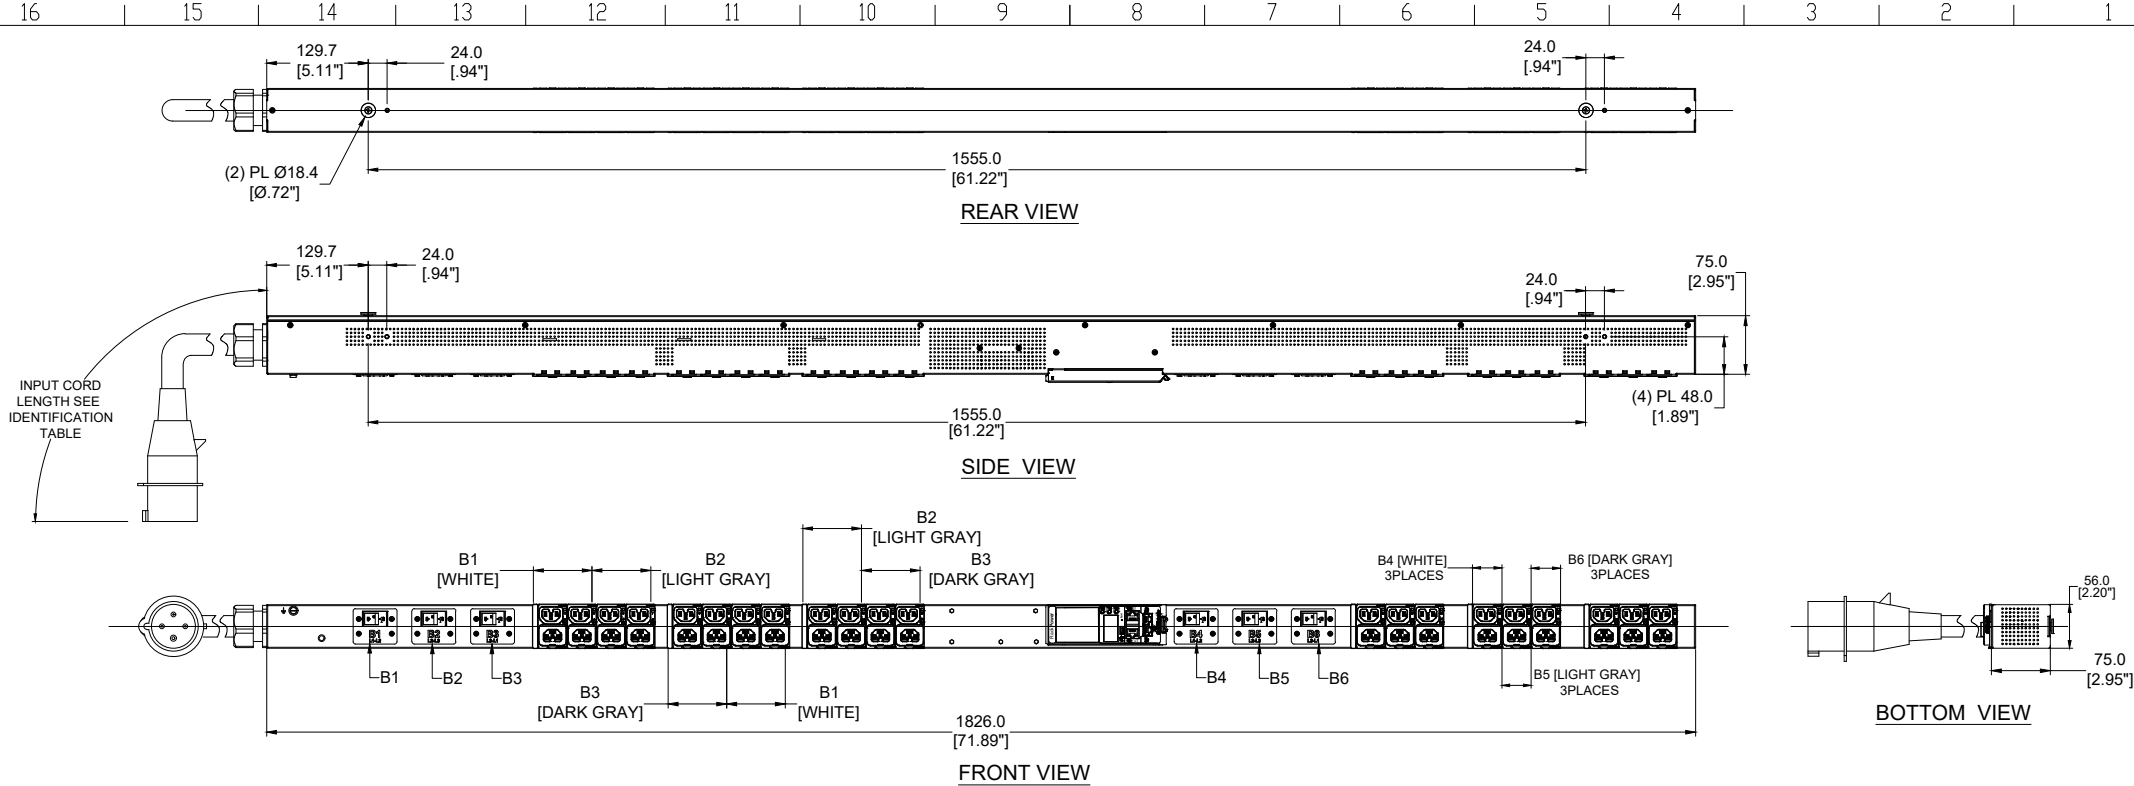 16 15 14 13 12 11 10 9 8 7 6 5 4 3 2 1
129.7
[5.11"]
24.0
[.94"]
24.0
[.94"]
(2) PL Ø18.4
[Ø.72"]
1555.0
[61.22"]
REAR VIEW
129.7
[5.11"]
24.0
[.94"]
24.0
[.94"]
75.0
[2.95"]
INPUT CORD
LENGTH SEE
IDENTIFICATION
TABLE
(4) PL 48.0
[1.89"]
1555.0
[61.22"]
SIDE VIEW
B2
[LIGHT GRAY]
B1
[WHITE]
B2
[LIGHT GRAY]
B3
[DARK GRAY]
B4 [WHITE]
3PLACES
B6 [DARK GRAY]
3PLACES
56.0
[2.20"]
B1 B2 B3 B4 B5 B6
B1 B2 B3 B4 B5 B6
B3
[DARK GRAY]
B1
[WHITE]
B5 [LIGHT GRAY]
3PLACES
75.0
[2.95"]
1826.0
[71.89"]
FRONT VIEW
BOTTOM VIEW